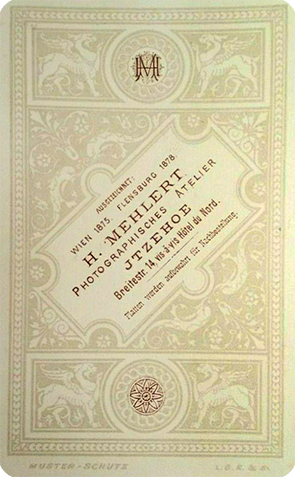 HM
AUSGEZEICHNET:
WIEN 1875. FLENSBURG 1878.
H. MEHLERT
PHOTOGRAPHISCHES ATELIER
JTZEHOE
Breitestr. 14, vis à vis Hôtel du Nord.
Platten werden aufbewahrt für Nachbestellung.
MUSTER-SCHUTZ